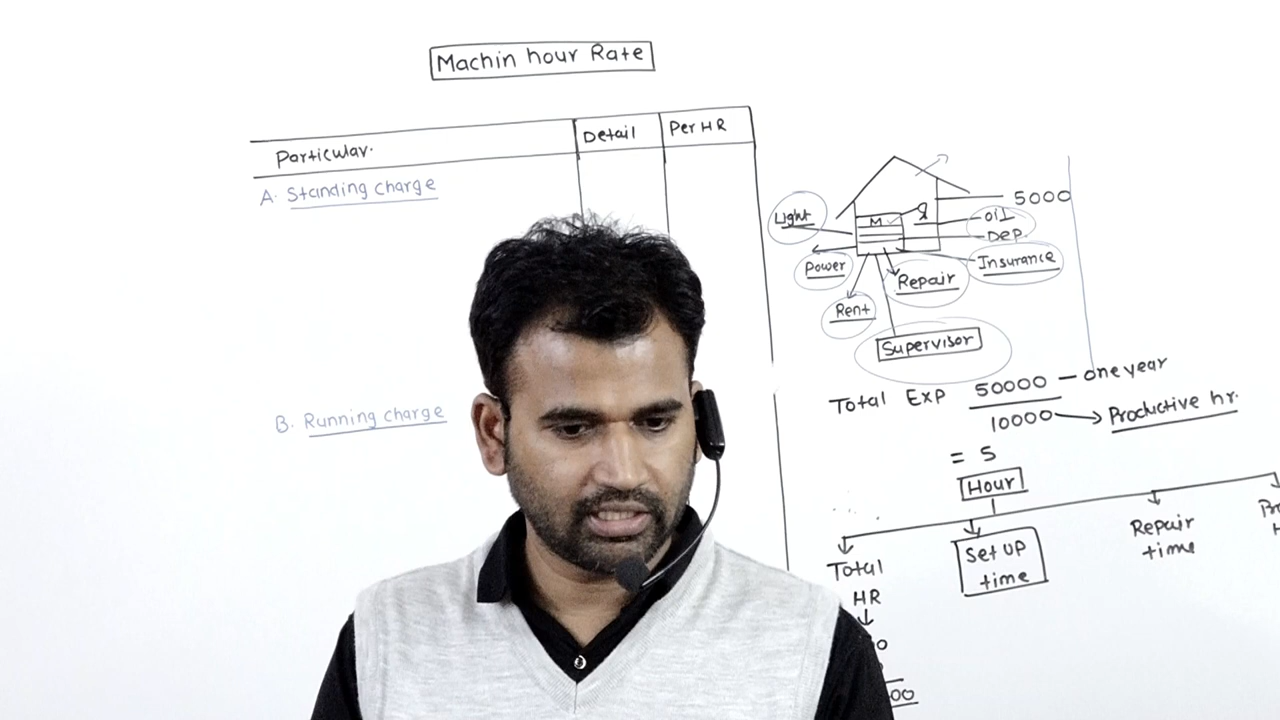 Machin hour Rate
Particular. Detail Per HR
A. Standing charge
B. Running charge
5000
Light
M
oil
Dep
Insurance
Power
Repair
Rent
Supervisor
Total Exp 50000 — one year
10000 → Productive hr.
= 5
Hour
Total
HR
Set up
time
Repair
time